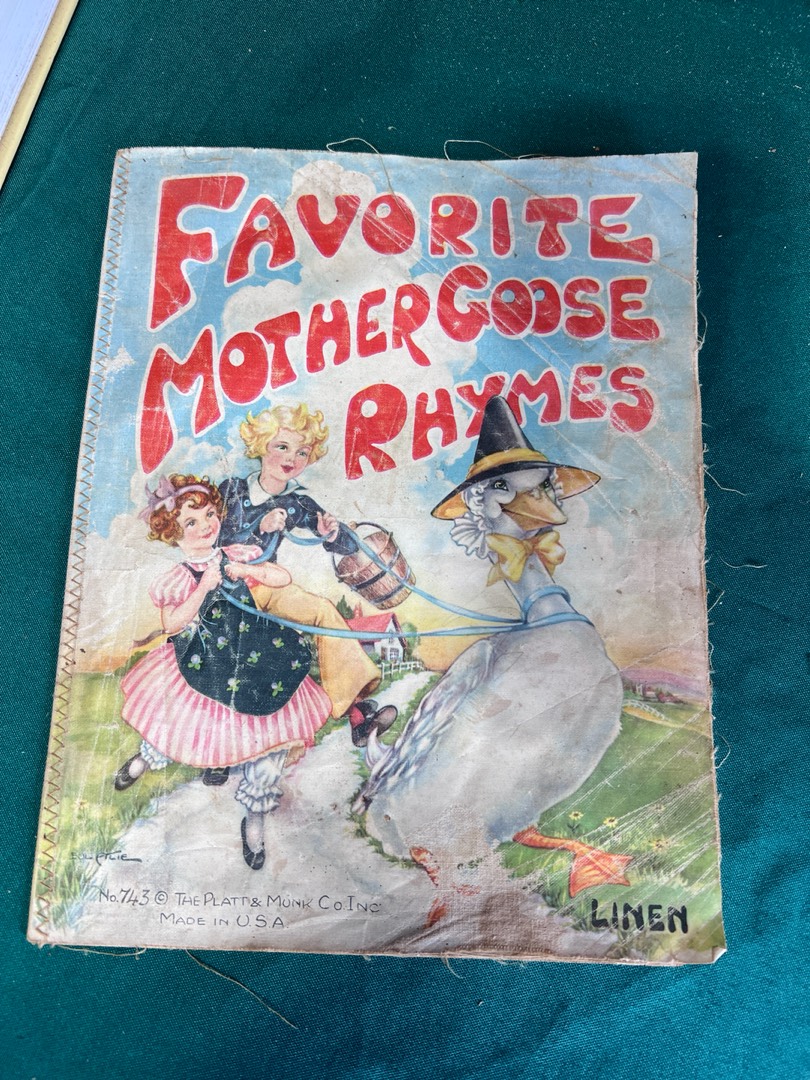 FAVORITE
MOTHER GOOSE
RHYMES
No. 743 © THE PLATT & MUNK CO. INC
MADE IN U.S.A.
LINEN